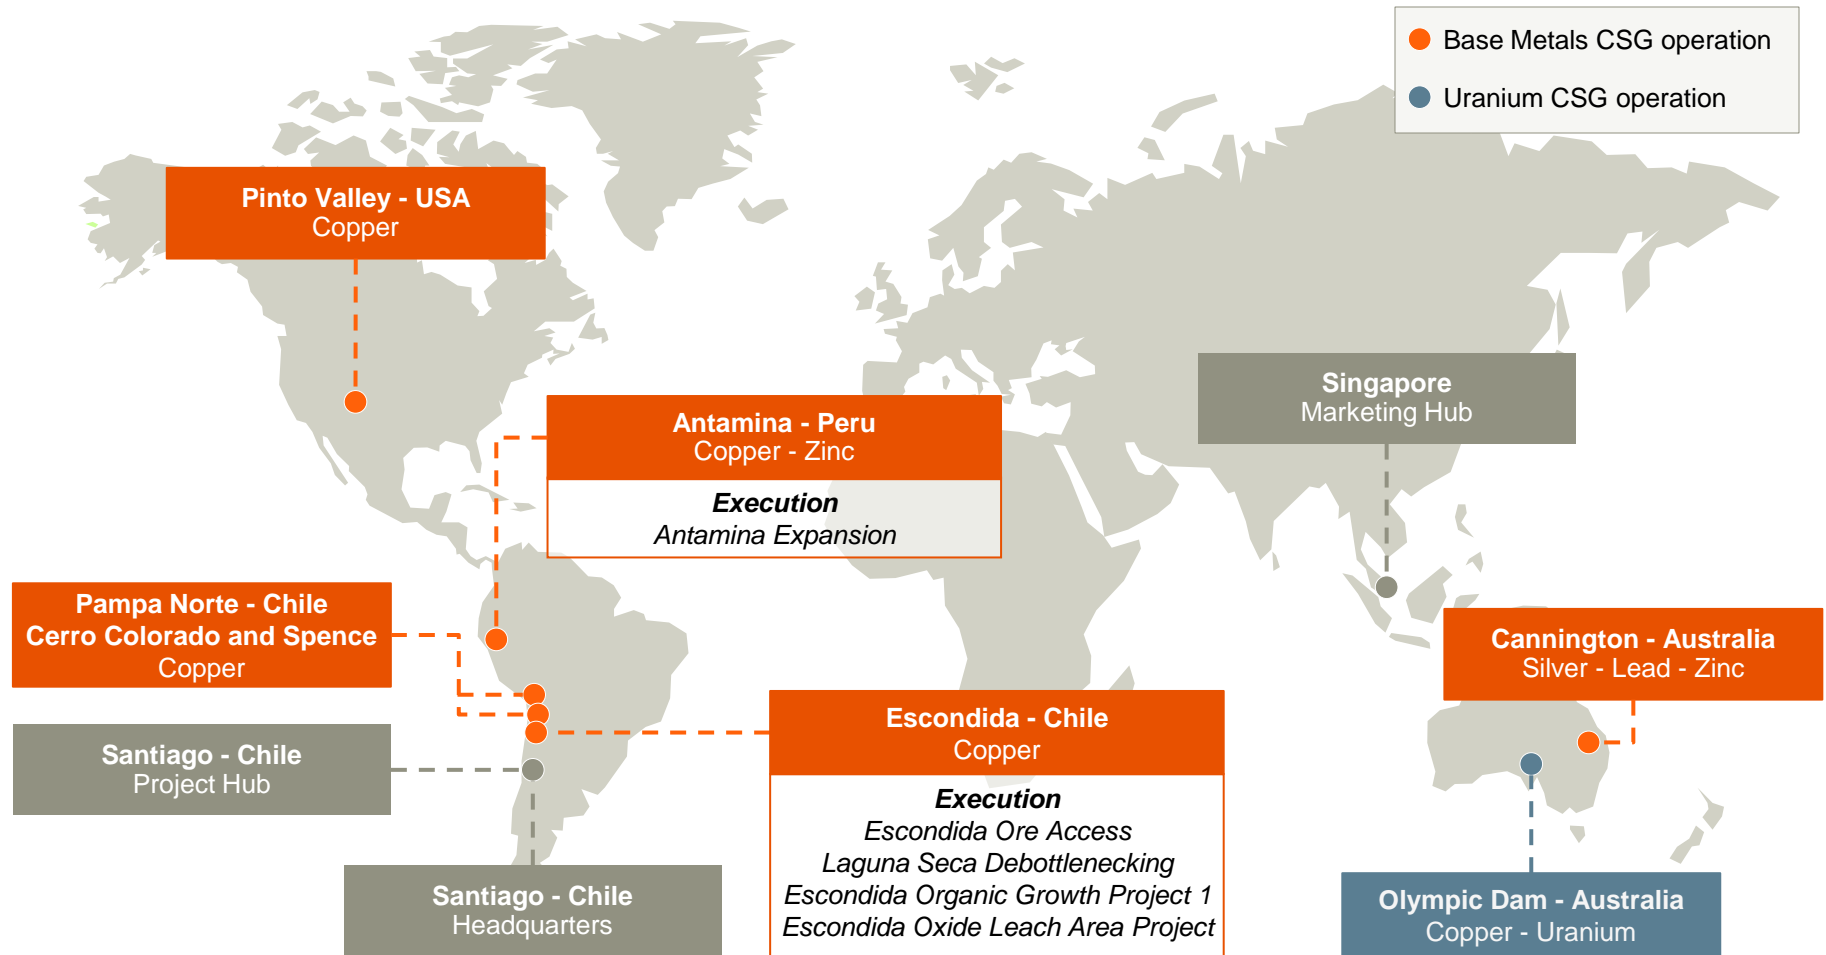 Base Metals CSG operation
Uranium CSG operation
Pinto Valley - USA
Copper
Singapore
Marketing Hub
Antamina - Peru
Copper - Zinc
Execution
Antamina Expansion
Pampa Norte - Chile
Cerro Colorado and Spence
Copper
Cannington - Australia
Silver - Lead - Zinc
Santiago - Chile
Project Hub
Escondida - Chile
Copper
Execution
Escondida Ore Access
Laguna Seca Debottlenecking
Escondida Organic Growth Project 1
Escondida Oxide Leach Area Project
Santiago - Chile
Headquarters
Olympic Dam - Australia
Copper - Uranium